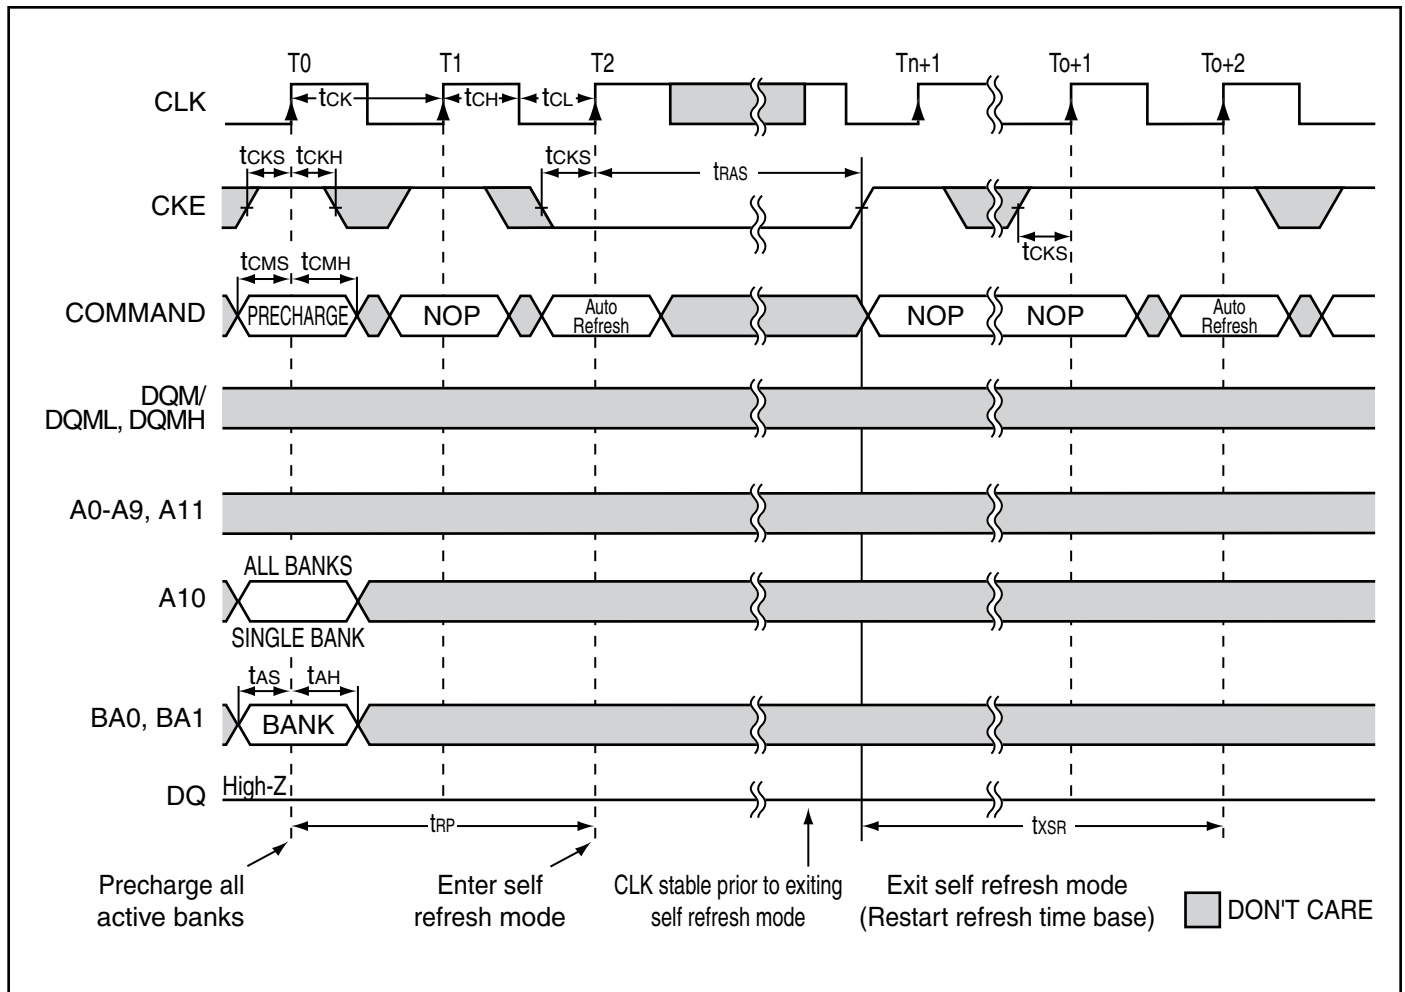 T0 T1 T2 Tn+1 To+1 To+2
CLK tCK tCH tCL
tCKS tCKH tCKS tRAS
CKE
tCKS
tCMS tCMH
COMMAND PRECHARGE NOP Auto Refresh NOP NOP Auto Refresh
DQM/
DQML, DQMH
A0-A9, A11
ALL BANKS
A10
SINGLE BANK
tAS tAH
BA0, BA1 BANK
DQ High-Z
tRP tXSR
Precharge all
active banks
Enter self
refresh mode
CLK stable prior to exiting
self refresh mode
Exit self refresh mode
(Restart refresh time base)
DON'T CARE